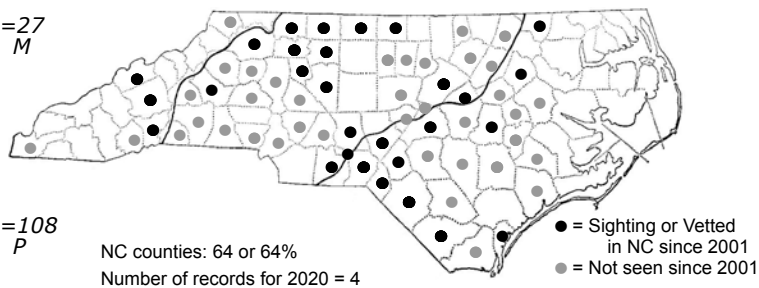 =27
M
=108
P
NC counties: 64 or 64%
Number of records for 2020 = 4
= Sighting or Vetted
in NC since 2001
= Not seen since 2001